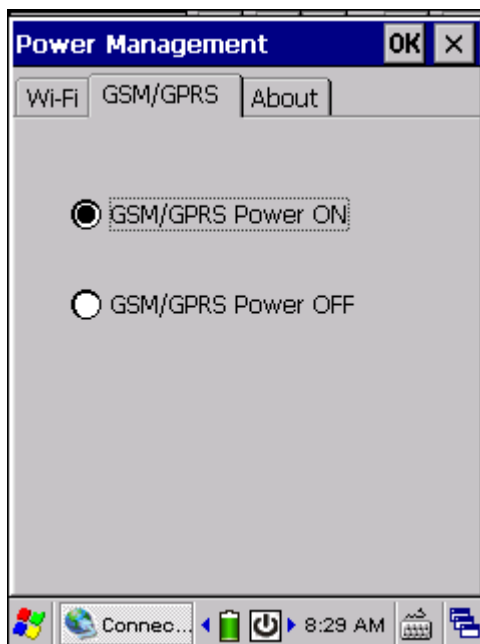 Power Management OK ×
Wi-Fi GSM/GPRS About
GSM/GPRS Power ON
GSM/GPRS Power OFF
Connec... 8:29 AM